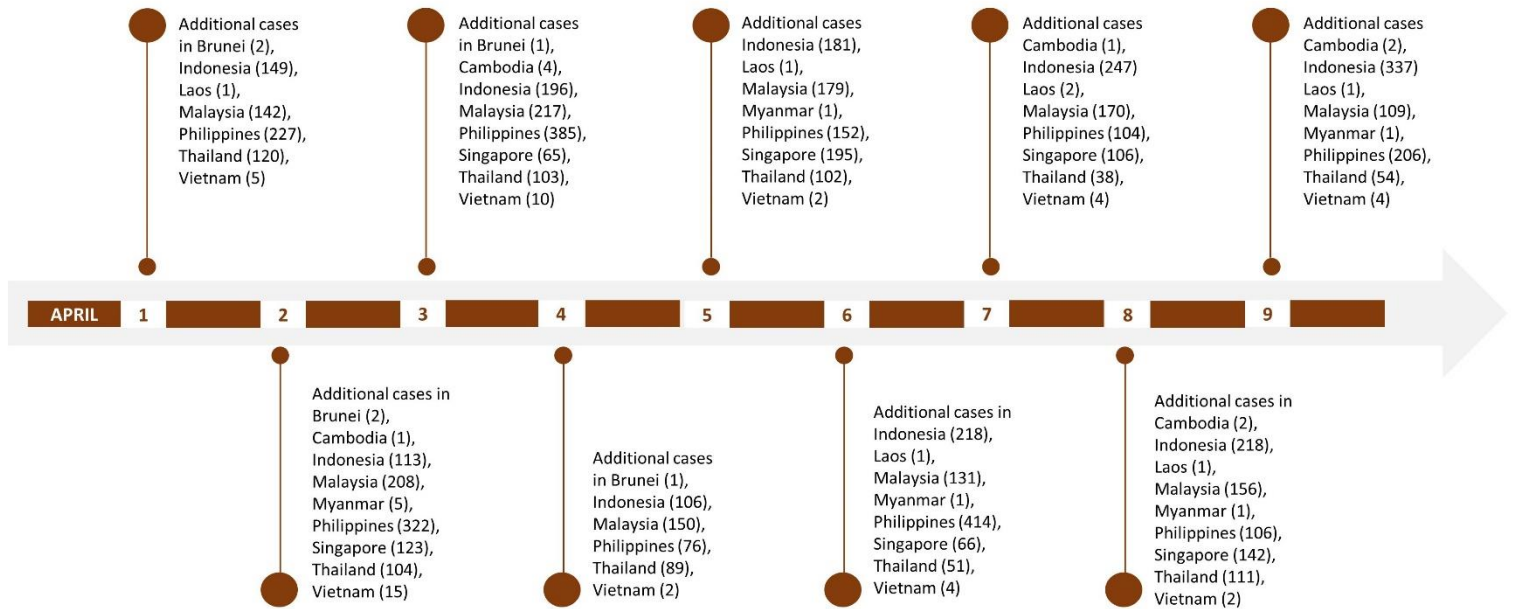 Additional cases
in Brunei (2),
Indonesia (149),
Laos (1),
Malaysia (142),
Philippines (227),
Thailand (120),
Vietnam (5)
Additional cases
in Brunei (1),
Cambodia (4),
Indonesia (196),
Malaysia (217),
Philippines (385),
Singapore (65),
Thailand (103),
Vietnam (10)
Additional cases
Indonesia (181),
Laos (1),
Malaysia (179),
Myanmar (1),
Philippines (152),
Singapore (195),
Thailand (102),
Vietnam (2)
Additional cases
Cambodia (1),
Indonesia (247)
Laos (2),
Malaysia (170),
Philippines (104),
Singapore (106),
Thailand (38),
Vietnam (4)
Additional cases
Cambodia (2),
Indonesia (337)
Laos (1),
Malaysia (109),
Myanmar (1),
Philippines (206),
Thailand (54),
Vietnam (4)
APRIL 1 2 3 4 5 6 7 8 9
Additional cases in
Brunei (2),
Cambodia (1),
Indonesia (113),
Malaysia (208),
Myanmar (5),
Philippines (322),
Singapore (123),
Thailand (104),
Vietnam (15)
Additional cases
in Brunei (1),
Indonesia (106),
Malaysia (150),
Philippines (76),
Thailand (89),
Vietnam (2)
Additional cases in
Indonesia (218),
Laos (1),
Malaysia (131),
Myanmar (1),
Philippines (414),
Singapore (66),
Thailand (51),
Vietnam (4)
Additional cases in
Cambodia (2),
Indonesia (218),
Laos (1),
Malaysia (156),
Myanmar (1),
Philippines (106),
Singapore (142),
Thailand (111),
Vietnam (2)